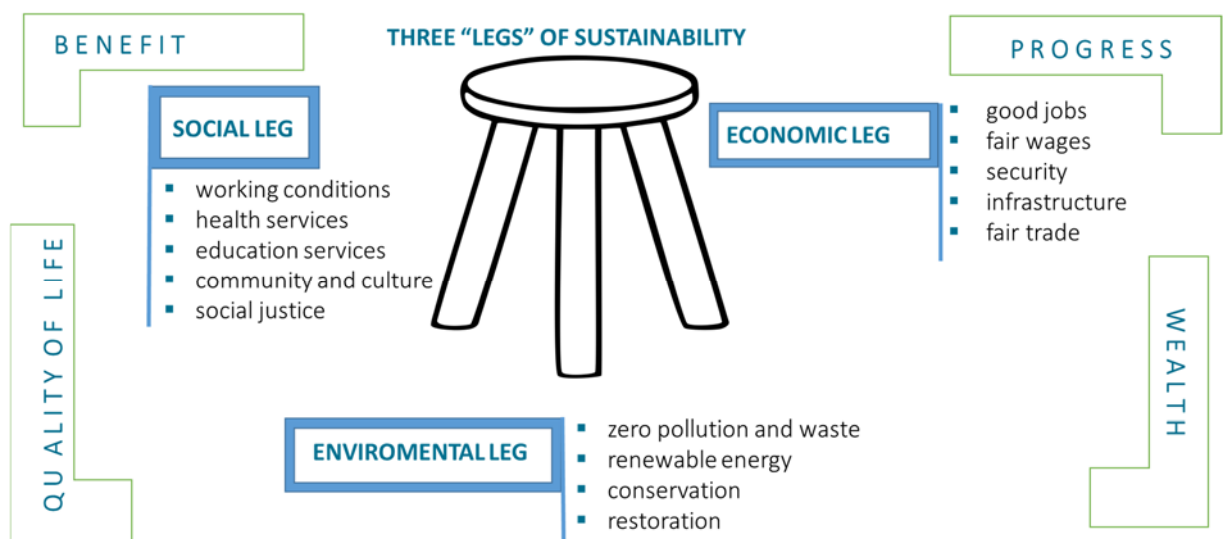 BENEFIT
THREE “LEGS” OF SUSTAINABILITY
PROGRESS
SOCIAL LEG
working conditions
health services
education services
community and culture
social justice
ECONOMIC LEG
good jobs
fair wages
security
infrastructure
fair trade
QUALITY OF LIFE
WEALTH
ENVIROMENTAL LEG
zero pollution and waste
renewable energy
conservation
restoration